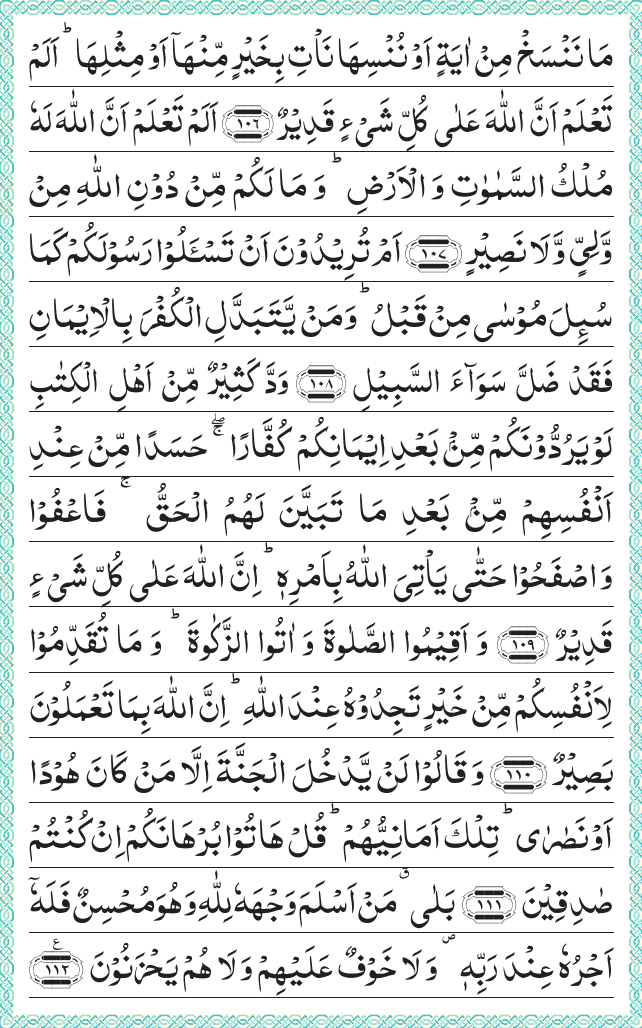 مَا نَنۡسَخۡ مِنۡ اٰيَةٍ اَوۡ نُنۡسِهَا نَاۡتِ بِخَيۡرٍ مِّنۡهَاۤ اَوۡ مِثۡلِهَا ؕ اَلَمۡ
تَعۡلَمۡ اَنَّ اللّٰهَ عَلٰى كُلِّ شَىۡءٍ قَدِيۡرٌ ﴿۱۰۶﴾ اَلَمۡ تَعۡلَمۡ اَنَّ اللّٰهَ لَهٗ
مُلۡكُ السَّمٰوٰتِ وَ الۡاَرۡضِ ؕ وَ مَا لَكُمۡ مِّنۡ دُوۡنِ اللّٰهِ مِنۡ
وَّلِىٍّ وَّلَا نَصِيۡرٍ ﴿۱۰۷﴾ اَمۡ تُرِيۡدُوۡنَ اَنۡ تَسۡـَٔـلُوۡا رَسُوۡلَكُمۡ كَمَا
سُٮِٕلَ مُوۡسٰى مِنۡ قَبۡلُ ؕ وَمَنۡ يَّتَبَدَّلِ الۡکُفۡرَ بِالۡاِيۡمَانِ
فَقَدۡ ضَلَّ سَوَآءَ السَّبِيۡلِ ﴿۱۰۸﴾ وَدَّ کَثِيۡرٌ مِّنۡ اَهۡلِ الۡكِتٰبِ
لَوۡ يَرُدُّوۡنَكُمۡ مِّنۡۢ بَعۡدِ اِيۡمَانِكُمۡ كُفَّارًا ۖۚ حَسَدًا مِّنۡ عِنۡدِ
اَنۡفُسِهِمۡ مِّنۡۢ بَعۡدِ مَا تَبَيَّنَ لَهُمُ الۡحَـقُّ ۚ فَاعۡفُوۡا
وَاصۡفَحُوۡا حَتّٰى يَاۡتِىَ اللّٰهُ بِاَمۡرِهٖ ؕ اِنَّ اللّٰهَ عَلٰى كُلِّ شَىۡءٍ
قَدِيۡرٌ ﴿۱۰۹﴾ وَ اَقِيۡمُوا الصَّلٰوةَ وَ اٰتُوا الزَّکٰوةَ ؕ وَ مَا تُقَدِّمُوۡا
لِاَنۡفُسِكُمۡ مِّنۡ خَيۡرٍ تَجِدُوۡهُ عِنۡدَ اللّٰهِ ؕ اِنَّ اللّٰهَ بِمَا تَعۡمَلُوۡنَ
بَصِيۡرٌ ﴿۱۱۰﴾ وَ قَالُوۡا لَنۡ يَّدۡخُلَ الۡجَنَّةَ اِلَّا مَنۡ كَانَ هُوۡدًا
اَوۡ نَصٰرٰى ؕ تِلۡكَ اَمَانِيُّهُمۡ ؕ قُلۡ هَاتُوۡا بُرۡهَانَکُمۡ اِنۡ کُنۡتُمۡ
صٰدِقِيۡنَ ﴿۱۱۱﴾ بَلٰى ۗ مَنۡ اَسۡلَمَ وَجۡهَهٗ لِلّٰهِ وَهُوَ مُحۡسِنٌ فَلَهٗۤ
اَجۡرُهٗ عِنۡدَ رَبِّهٖ ۪ وَ لَا خَوۡفٌ عَلَيۡهِمۡ وَ لَا هُمۡ يَحۡزَنُوۡنَ ﴿۱۱۲﴾ ع